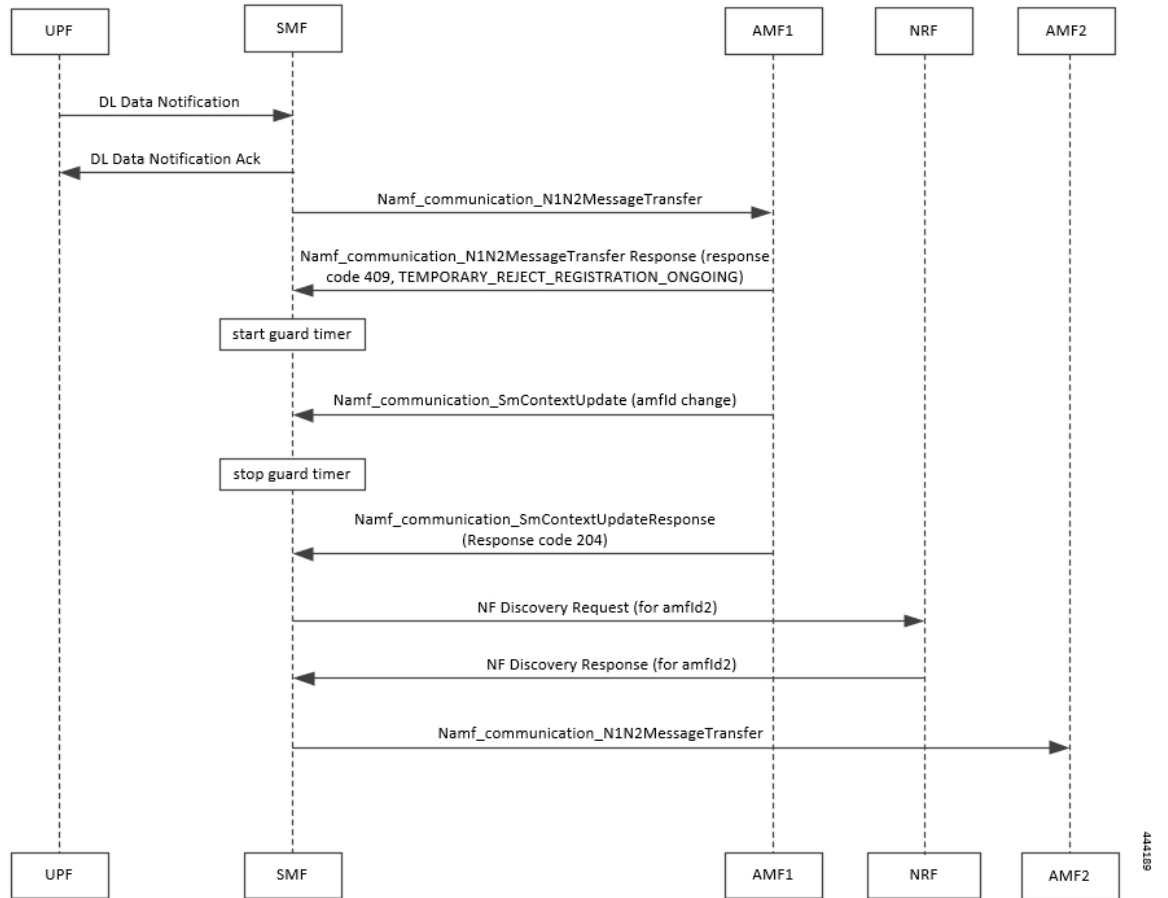 UPF
SMF
AMF1
NRF
AMF2
DL Data Notification
DL Data Notification Ack
Namf_communication_N1N2MessageTransfer
Namf_communication_N1N2MessageTransfer Response (response
code 409, TEMPORARY_REJECT_REGISTRATION_ONGOING)
start guard timer
Namf_communication_SmContextUpdate (amfId change)
stop guard timer
Namf_communication_SmContextUpdateResponse
(Response code 204)
NF Discovery Request (for amfId2)
NF Discovery Response (for amfId2)
Namf_communication_N1N2MessageTransfer
UPF
SMF
AMF1
NRF
AMF2
444189